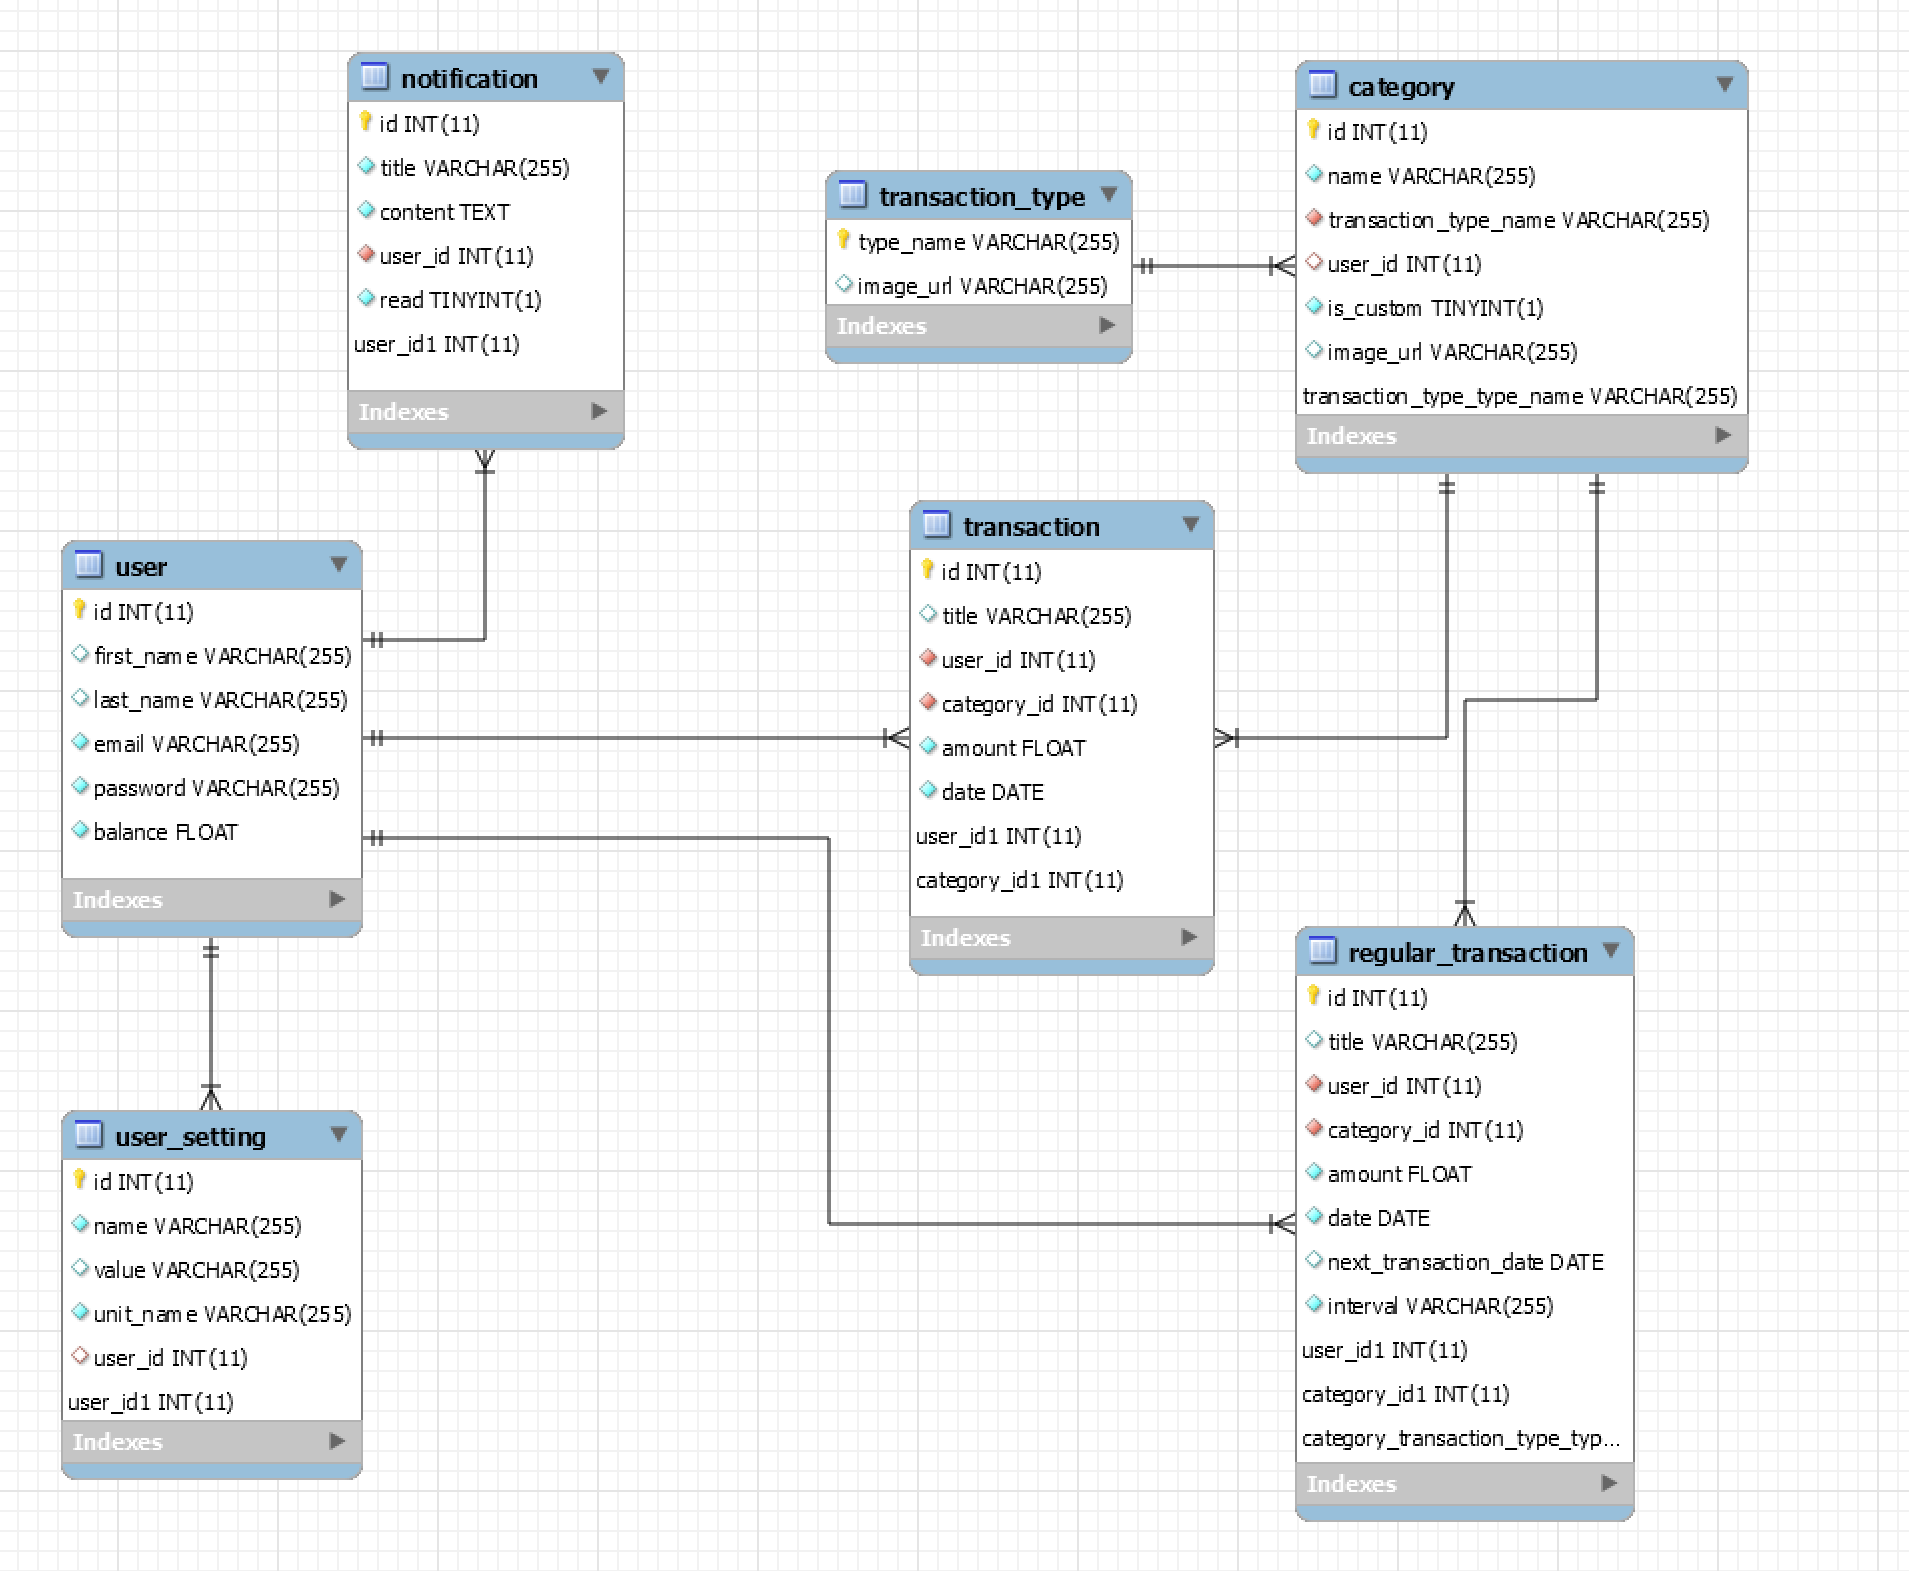 notification
id INT(11)
title VARCHAR(255)
content TEXT
user_id INT(11)
read TINYINT(1)
user_id1 INT(11)
Indexes
transaction_type
type_name VARCHAR(255)
image_url VARCHAR(255)
Indexes
category
id INT(11)
name VARCHAR(255)
transaction_type_name VARCHAR(255)
user_id INT(11)
is_custom TINYINT(1)
image_url VARCHAR(255)
transaction_type_type_name VARCHAR(255)
Indexes
user
id INT(11)
first_name VARCHAR(255)
last_name VARCHAR(255)
email VARCHAR(255)
password VARCHAR(255)
balance FLOAT
Indexes
transaction
id INT(11)
title VARCHAR(255)
user_id INT(11)
category_id INT(11)
amount FLOAT
date DATE
user_id1 INT(11)
category_id1 INT(11)
Indexes
user_setting
id INT(11)
name VARCHAR(255)
value VARCHAR(255)
unit_name VARCHAR(255)
user_id INT(11)
user_id1 INT(11)
Indexes
regular_transaction
id INT(11)
title VARCHAR(255)
user_id INT(11)
category_id INT(11)
amount FLOAT
date DATE
next_transaction_date DATE
interval VARCHAR(255)
user_id1 INT(11)
category_id1 INT(11)
category_transaction_type_typ...
Indexes